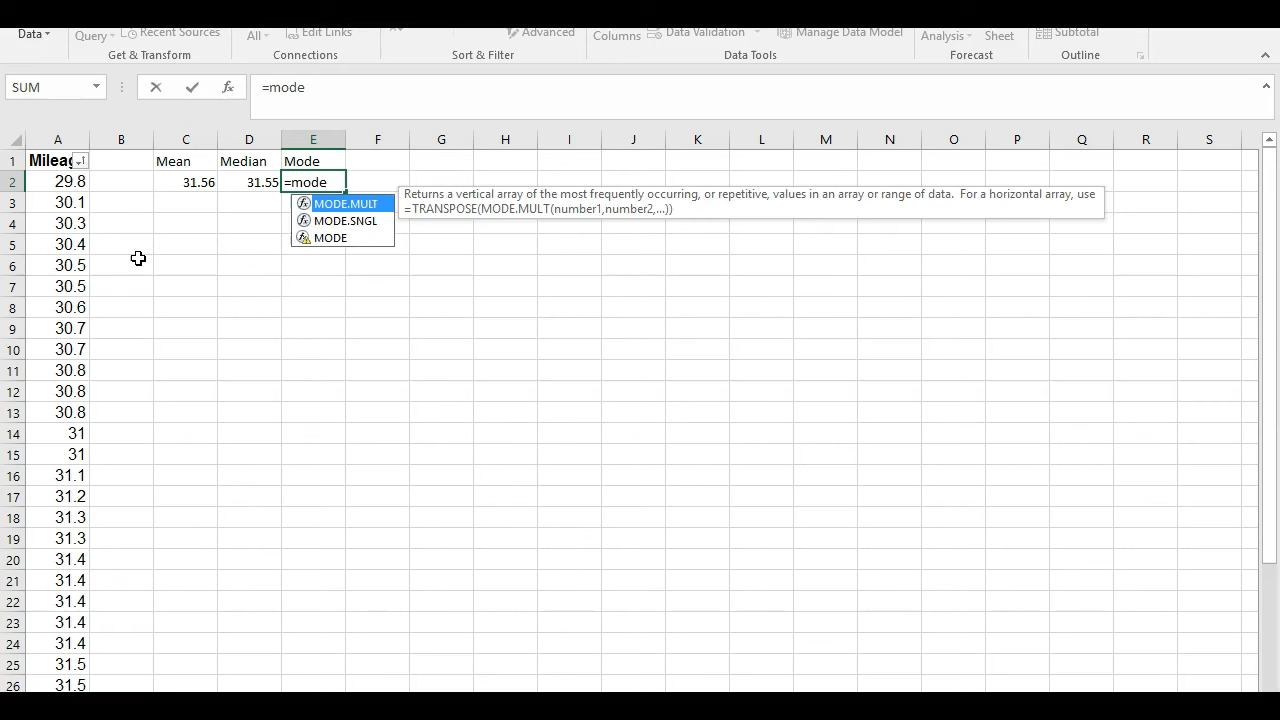 Data Query Recent Sources All Edit Links Advanced Columns Data Validation Manage Data Model Analysis Sheet Subtotal
Get & Transform Connections Sort & Filter Data Tools Forecast Outline
SUM fx =mode
A B C D E F G H I J K L M N O P Q R S
1 Mileag Mean Median Mode
2 29.8 31.56 31.55 =mode
Returns a vertical array of the most frequently occurring, or repetitive, values in an array or range of data. For a horizontal array, use
=TRANSPOSE(MODE.MULT(number1,number2,...))
3 30.1 MODE.MULT
4 30.3 MODE.SNGL
5 30.4 MODE
6 30.5
7 30.5
8 30.6
9 30.7
10 30.7
11 30.8
12 30.8
13 30.8
14 31
15 31
16 31.1
17 31.2
18 31.3
19 31.3
20 31.4
21 31.4
22 31.4
23 31.4
24 31.4
25 31.5
26 31.5